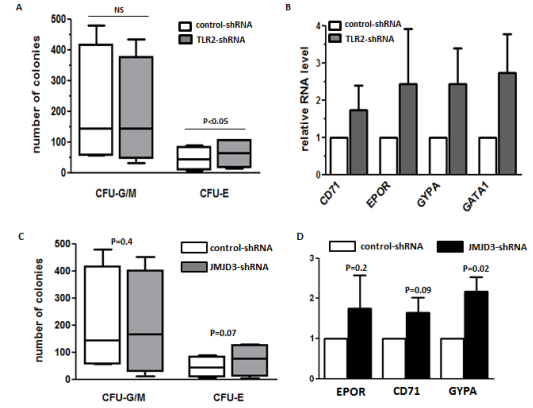 A
NS
control-shRNA
TLR2-shRNA
number of colonies
500
400
300
200
100
0
P<0.05
CFU-G/M
CFU-E
B
control-shRNA
TLR2-shRNA
relative RNA level
4
3
2
1
0
CD71
EPOR
GYPA
GATA1
C
P=0.4
control-shRNA
JMJD3-shRNA
number of colonies
500
400
300
200
100
0
P=0.07
CFU-G/M
CFU-E
D
control-shRNA
JMJD3-shRNA
3
2
1
0
P=0.2
P=0.09
P=0.02
EPOR
CD71
GYPA